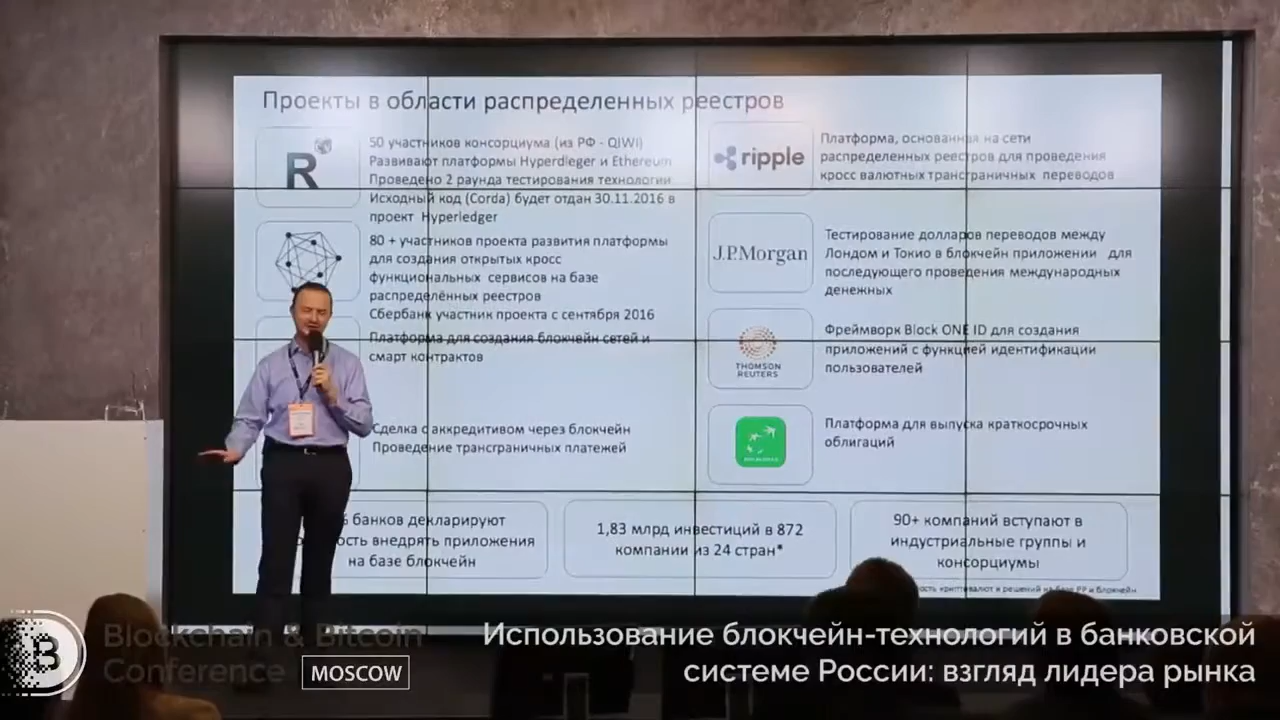 Проекты в области распределенных реестров
R
50 участников консорциума (из РФ - QIWI)
Развивают платформы Hyperdleger и Ethereum
Проведено 2 раунда тестирования технологии
Исходный код (Corda) будет отдан 30.11.2016 в
проект Hyperledger
80 + участников проекта развития платформы
для создания открытых кросс
функциональных сервисов на базе
распределённых реестров
Сбербанк участник проекта с сентября 2016
Платформа для создания блокчейн сетей и
смарт контрактов
Сделка с аккредитивом через блокчейн
Проведение трансграничных платежей
ripple
Платформа, основанная на сети
распределенных реестров для проведения
кросс валютных трансграничных переводов
J.P.Morgan
Тестирование долларов переводов между
Лондом и Токио в блокчейн приложении для
последующего проведения международных
денежных
THOMSON
REUTERS
Фреймворк Block ONE ID для создания
приложений с функцией идентификации
пользователей
Платформа для выпуска краткосрочных
облигаций
банков декларируют
внедрять приложения
на базе блокчейн
1,83 млрд инвестиций в 872
компании из 24 стран*
90+ компаний вступают в
индустриальные группы и
консорциумы
криптовалют и решений на базе РР и блокчейн
B
Blockchain & Bitcoin
Conference MOSCOW
Использование блокчейн-технологий в банковской
системе России: взгляд лидера рынка